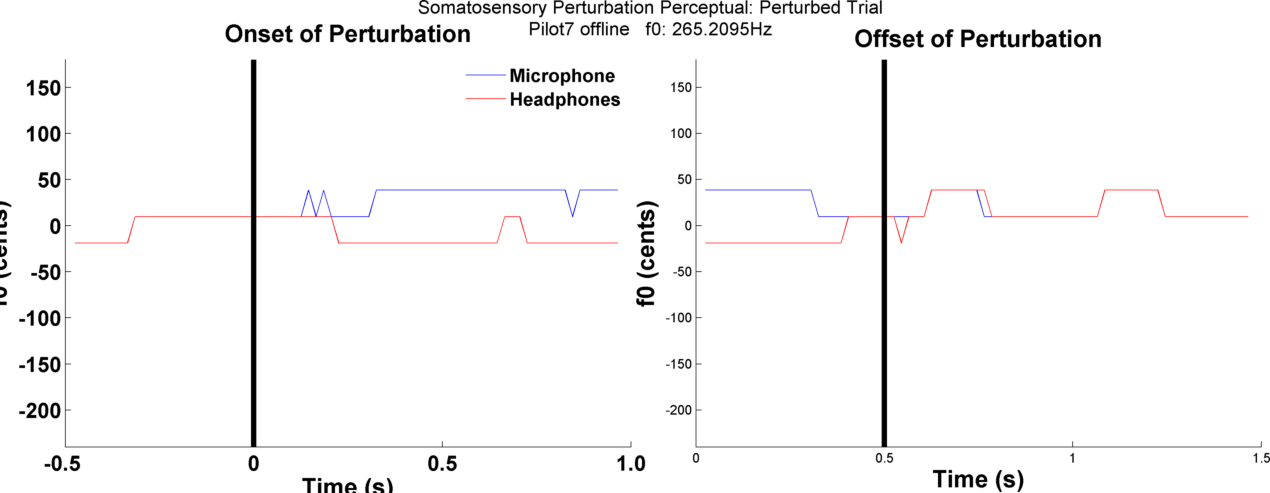 Somatosensory Perturbation Perceptual: Perturbed Trial
Pilot7 offline f0: 265.2095Hz
Onset of Perturbation
Microphone
Headphones
150
100
50
0
-50
-100
-150
-200
f0 (cents)
-0.5 0 0.5 1.0
Time (s)
Offset of Perturbation
150
100
50
0
-50
-100
-150
-200
f0 (cents)
0 0.5 1 1.5
Time (s)